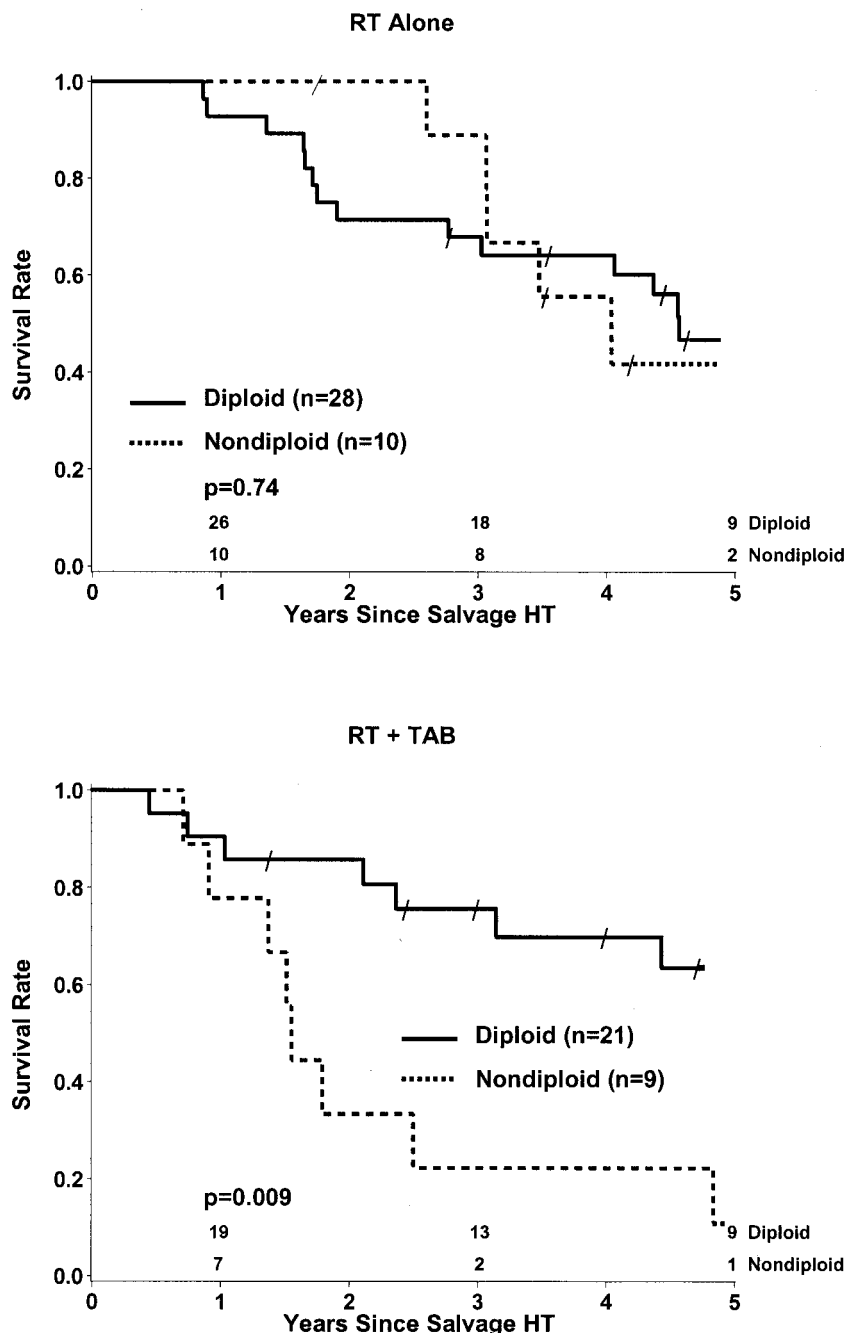 RT Alone
1.0
0.8
0.6
0.4
0.2
0.0
Survival Rate
Diploid (n=28)
Nondiploid (n=10)
p=0.74
26 18 9 Diploid
10 8 2 Nondiploid
0 1 2 3 4 5
Years Since Salvage HT
RT + TAB
1.0
0.8
0.6
0.4
0.2
0.0
Survival Rate
Diploid (n=21)
Nondiploid (n=9)
p=0.009
19 13 9 Diploid
7 2 1 Nondiploid
0 1 2 3 4 5
Years Since Salvage HT